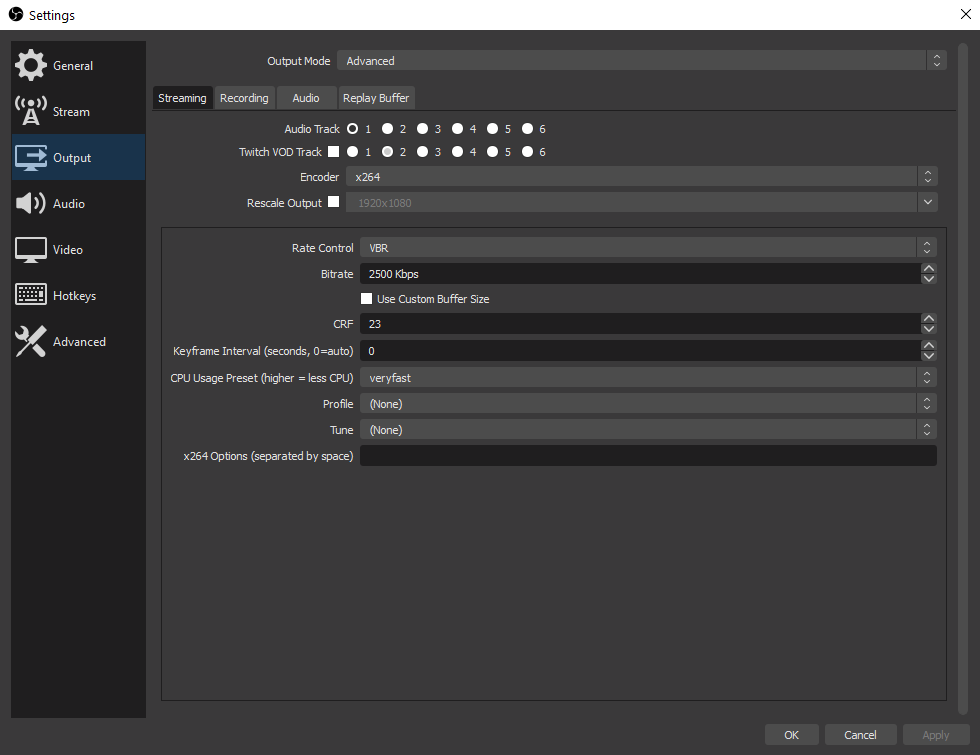 Settings
General
Stream
Output
Audio
Video
Hotkeys
Advanced
Output Mode Advanced
Streaming Recording Audio Replay Buffer
Audio Track 1 2 3 4 5 6
Twitch VOD Track 1 2 3 4 5 6
Encoder x264
Rescale Output 1920x1080
Rate Control VBR
Bitrate 2500 Kbps
Use Custom Buffer Size
CRF 23
Keyframe Interval (seconds, 0=auto) 0
CPU Usage Preset (higher = less CPU) veryfast
Profile (None)
Tune (None)
x264 Options (separated by space)
OK Cancel Apply